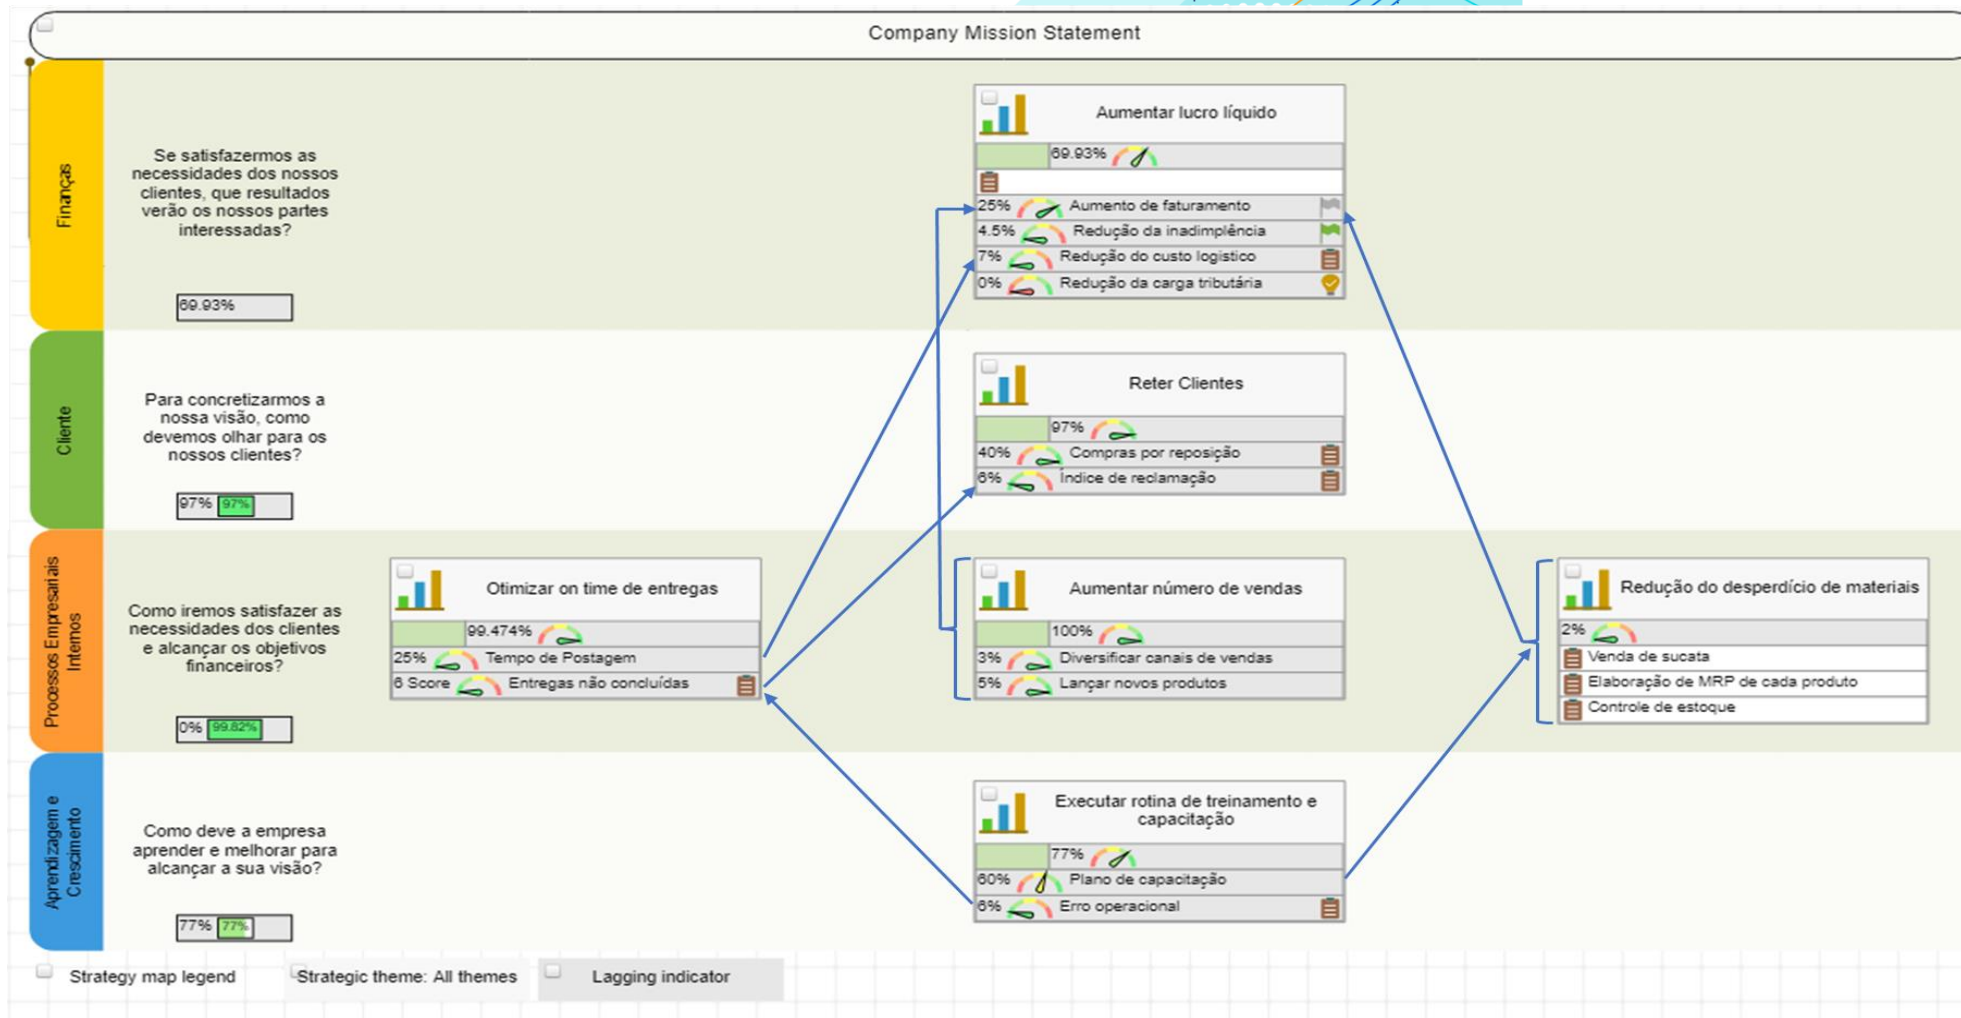 Company Mission Statement
Finanças
Se satisfazermos as
necessidades dos nossos
clientes, que resultados
verão os nossos partes
interessadas?
69.93%
Aumentar lucro líquido
69.93%
25% Aumento de faturamento
4.5% Redução da inadimplência
7% Redução do custo logistico
0% Redução da carga tributária
Cliente
Para concretizarmos a
nossa visão, como
devemos olhar para os
nossos clientes?
97% 97%
Reter Clientes
97%
40% Compras por reposição
6% Índice de reclamação
Processos Empresariais
Internos
Como iremos satisfazer as
necessidades dos clientes
e alcançar os objetivos
financeiros?
0% 99.82%
Otimizar on time de entregas
99.474%
25% Tempo de Postagem
6 Score Entregas não concluídas
Aumentar número de vendas
100%
3% Diversificar canais de vendas
5% Lançar novos produtos
Redução do desperdício de materiais
2%
Venda de sucata
Elaboração de MRP de cada produto
Controle de estoque
Aprendizagem e
Crescimento
Como deve a empresa
aprender e melhorar para
alcançar a sua visão?
77% 77%
Executar rotina de treinamento e
capacitação
77%
60% Plano de capacitação
6% Erro operacional
Strategy map legend
Strategic theme: All themes
Lagging indicator